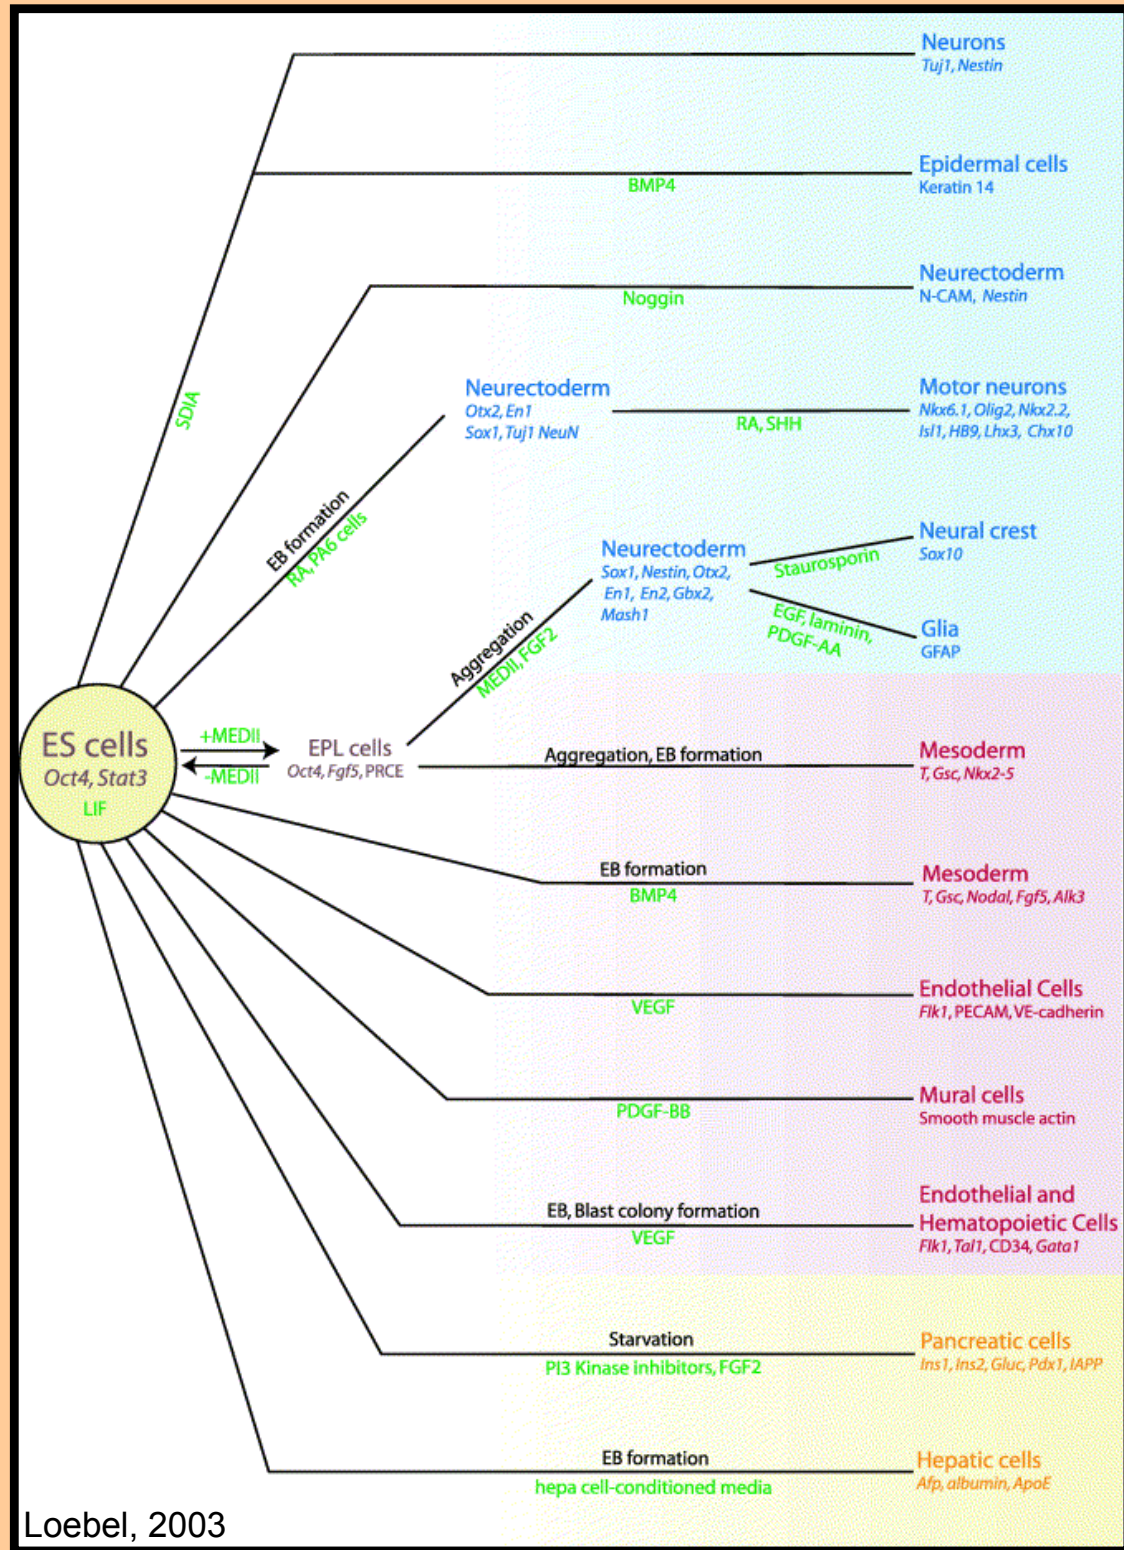 Neurons
Tuj1, Nestin
Epidermal cells
Keratin 14
BMP4
Neurectoderm
N-CAM, Nestin
Noggin
SDIA
Neurectoderm
Otx2, En1
Sox1, Tuj1 NeuN
Motor neurons
Nkx6.1, Olig2, Nkx2.2,
Isl1, HB9, Lhx3, Chx10
RA, SHH
EB formation
RA, PA6 cells
Neurectoderm
Sox1, Nestin, Otx2,
En1, En2, Gbx2,
Mash1
Neural crest
Sox10
Staurosporin
EGF, laminin,
PDGF-AA
Glia
GFAP
Aggregation
MEDII, FGF2
ES cells
Oct4, Stat3
LIF
+MEDII
-MEDII
EPL cells
Oct4, Fgf5, PRCE
Aggregation, EB formation
Mesoderm
T, Gsc, Nkx2-5
EB formation
BMP4
Mesoderm
T, Gsc, Nodal, Fgf5, Alk3
VEGF
Endothelial Cells
Flk1, PECAM, VE-cadherin
PDGF-BB
Mural cells
Smooth muscle actin
EB, Blast colony formation
VEGF
Endothelial and
Hematopoietic Cells
Flk1, Tal1, CD34, Gata1
Starvation
PI3 Kinase inhibitors, FGF2
Pancreatic cells
Ins1, Ins2, Gluc, Pdx1, IAPP
EB formation
hepa cell-conditioned media
Hepatic cells
Afp, albumin, ApoE
Loebel, 2003